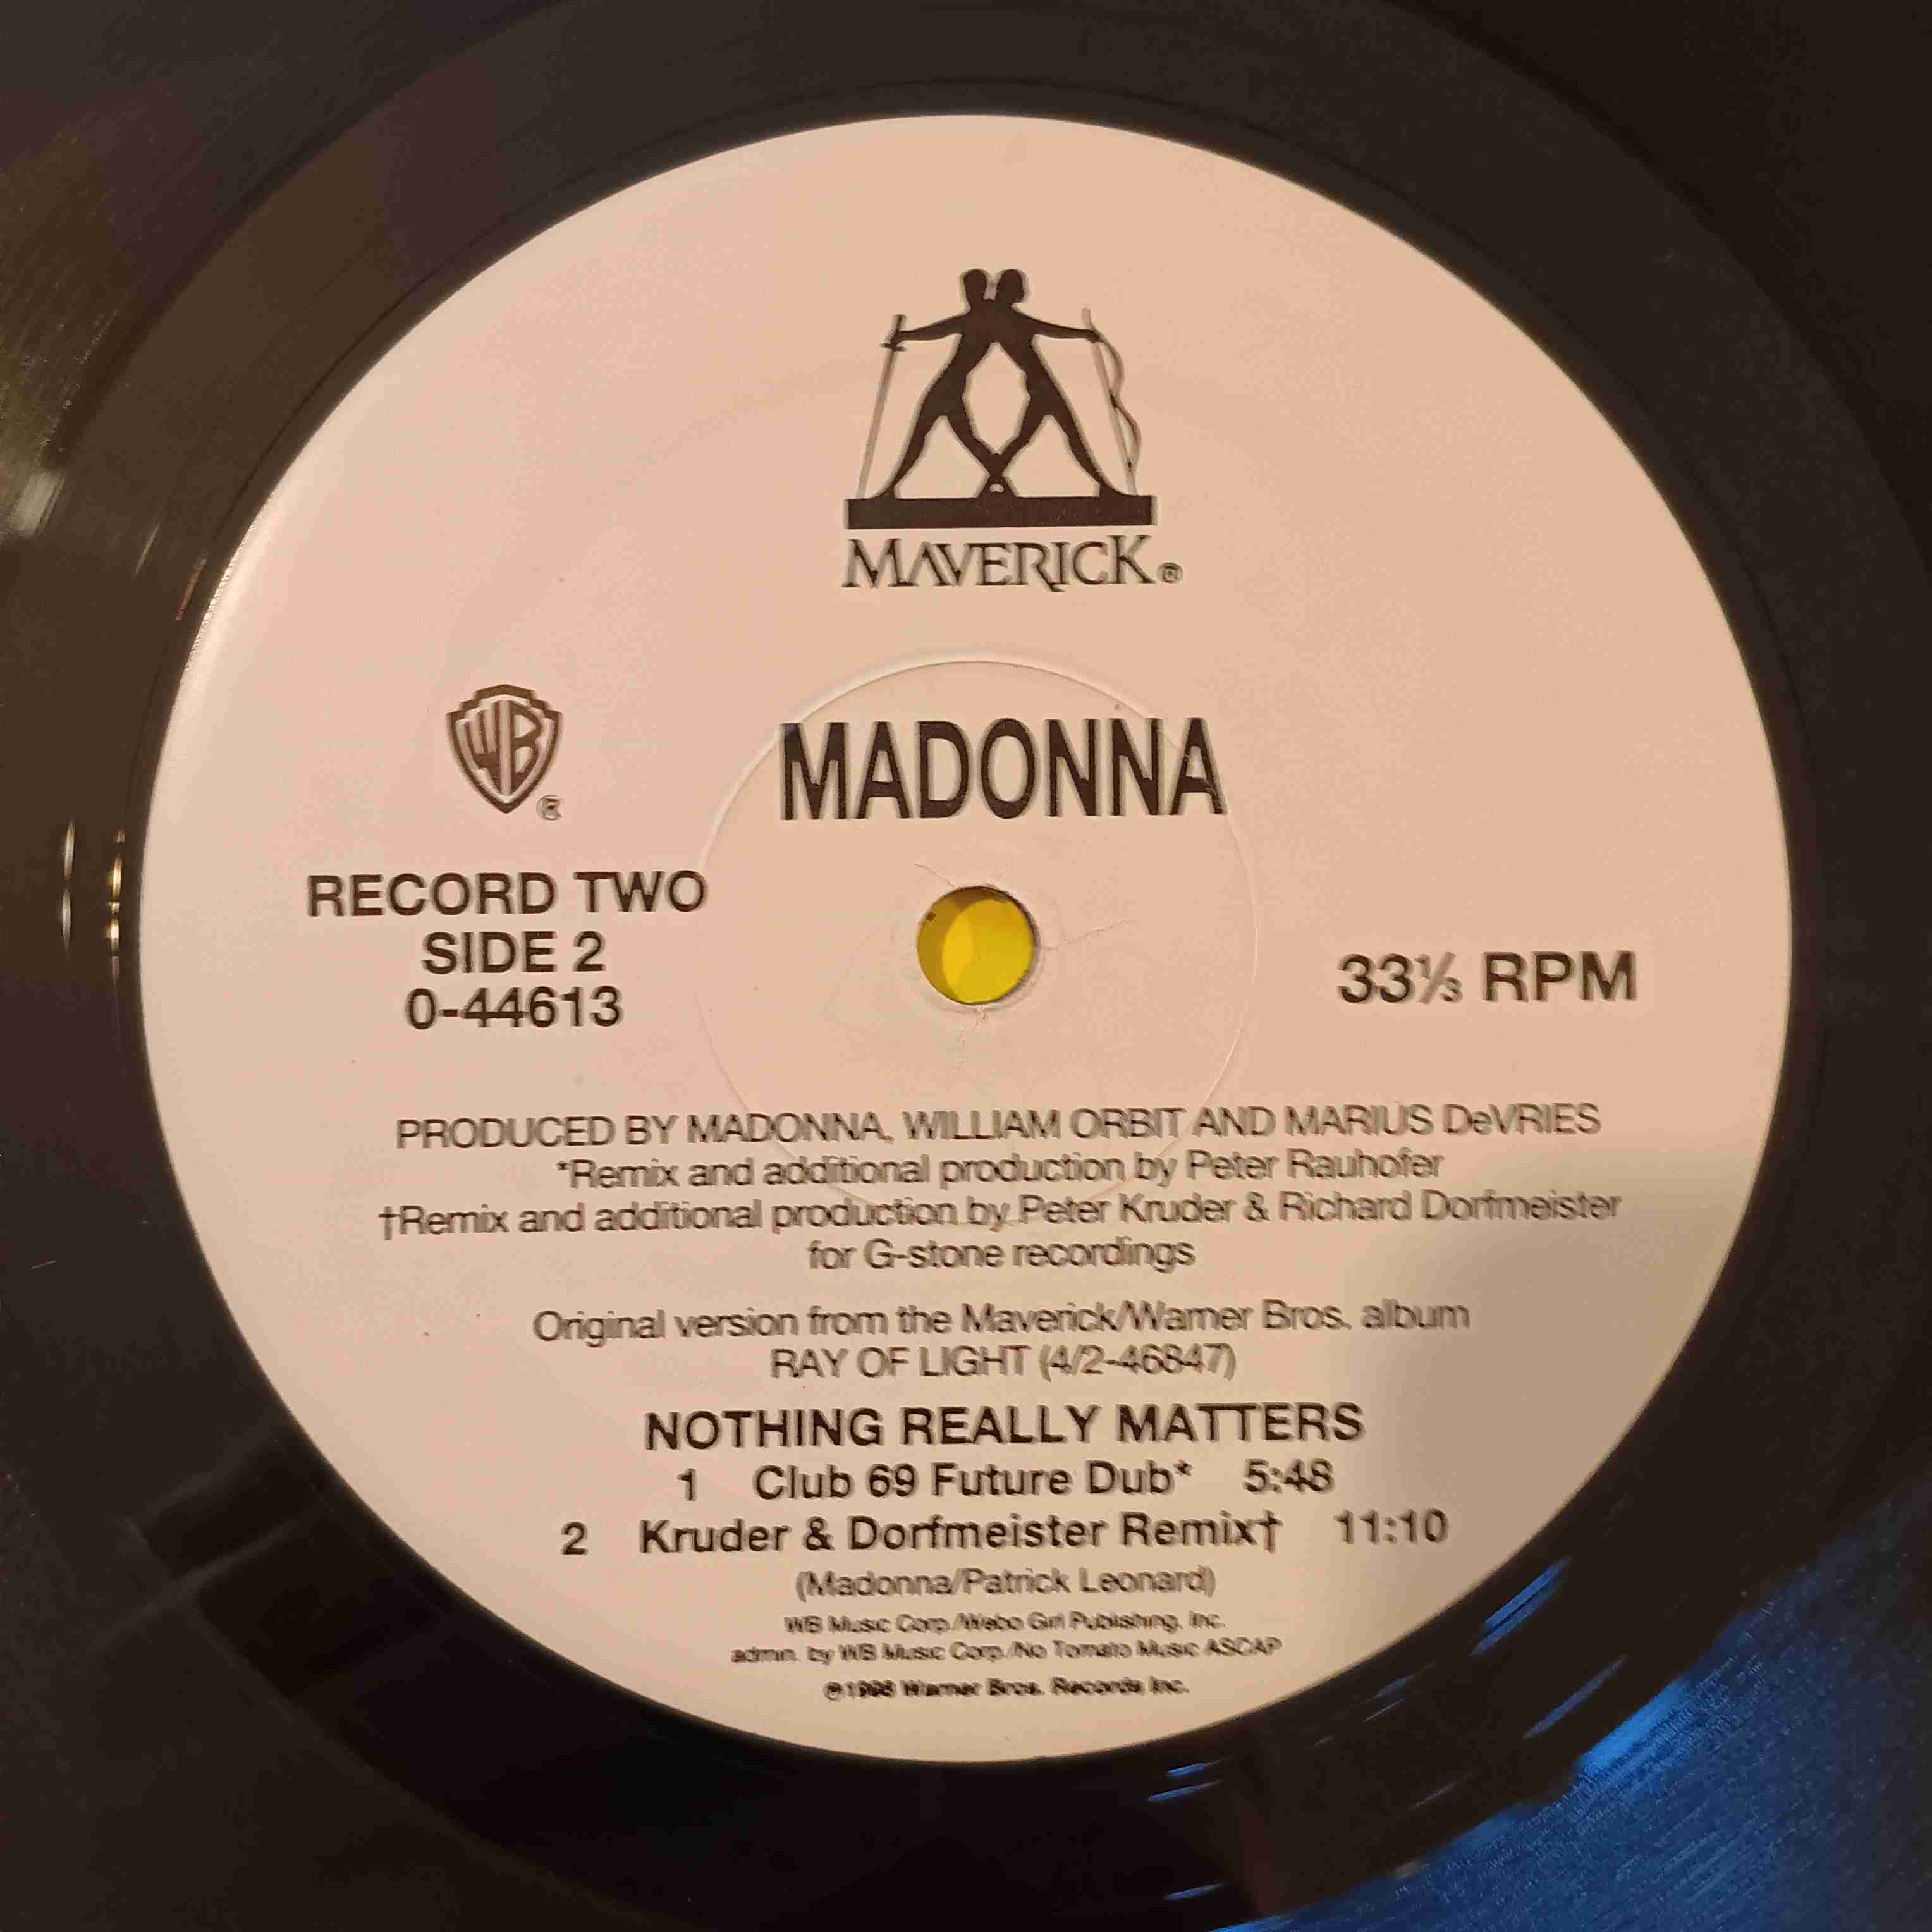 MAVERICK®
WB®
MADONNA
RECORD TWO
SIDE 2
0-44613
33⅓ RPM
PRODUCED BY MADONNA, WILLIAM ORBIT AND MARIUS DeVRIES
*Remix and additional production by Peter Rauhofer
†Remix and additional production by Peter Kruder & Richard Dorfmeister
for G-stone recordings
Original version from the Maverick/Warner Bros. album
RAY OF LIGHT (4/2-46847)
NOTHING REALLY MATTERS
1 Club 69 Future Dub* 5:48
2 Kruder & Dorfmeister Remix† 11:10
(Madonna/Patrick Leonard)
WB Music Corp./Webo Girl Publishing, Inc.
admin. by WB Music Corp./No Tomato Music ASCAP
℗1998 Warner Bros. Records Inc.